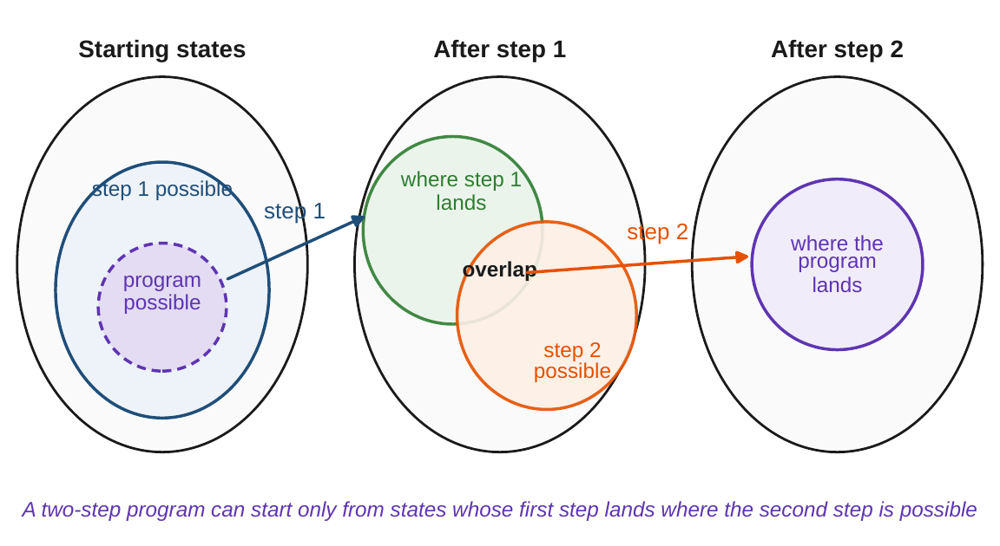 Starting states
After step 1
After step 2
step 1 possible
program
possible
step 1
where step 1
lands
overlap
step 2
possible
step 2
where the
program
lands
A two-step program can start only from states whose first step lands where the second step is possible